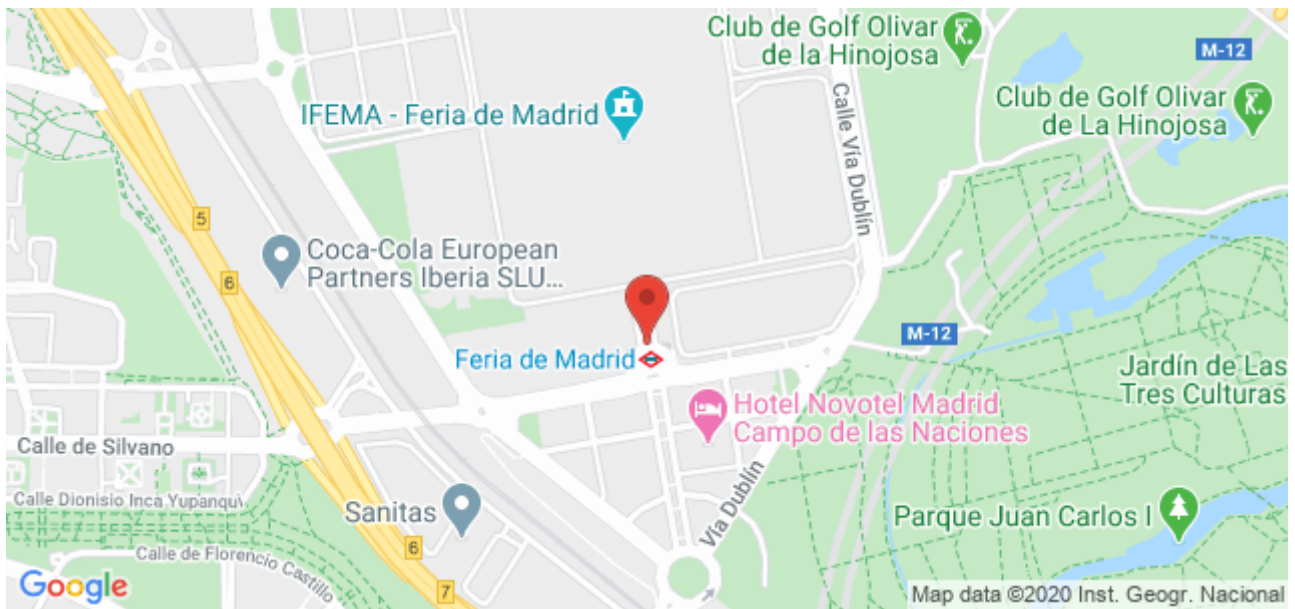 Club de Golf Olivar
de la Hinojosa
M-12
Club de Golf Olivar
de La Hinojosa
IFEMA - Feria de Madrid
Calle Vía Dublín
5
Coca-Cola European
Partners Iberia SLU...
6
M-12
Feria de Madrid
Jardín de Las
Tres Culturas
Hotel Novotel Madrid
Campo de las Naciones
Calle de Silvano
Calle Dionisio Inca Yupanqui
Sanitas
Vía Dublín
Parque Juan Carlos I
6
Calle de Florencio Castillo
7
Google
Map data ©2020 Inst. Geogr. Nacional